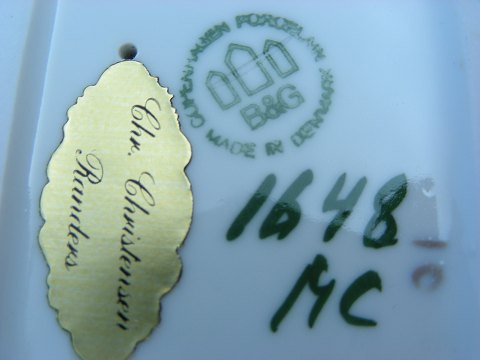 COPENHAGEN PORCELAIN
B&G
MADE IN DENMARK
Chr. Christensen
Randers
1648
MC